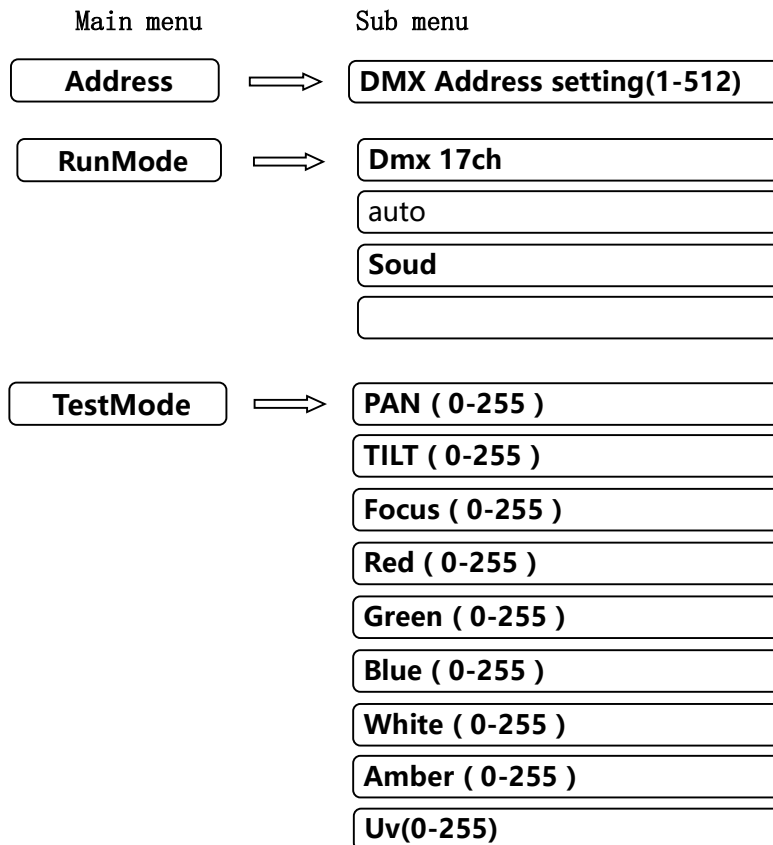 Main menu Sub menu
Address DMX Address setting(1-512)
RunMode Dmx 17ch
auto
Soud
TestMode PAN ( 0-255 )
TILT ( 0-255 )
Focus ( 0-255 )
Red ( 0-255 )
Green ( 0-255 )
Blue ( 0-255 )
White ( 0-255 )
Amber ( 0-255 )
Uv(0-255)